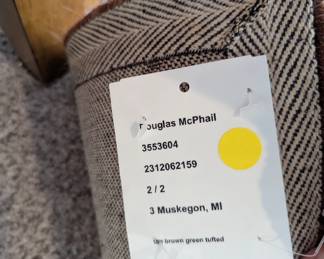 Douglas McPhail
3553604
2312062159
2 / 2
3 Muskegon, MI
tan brown green tufted